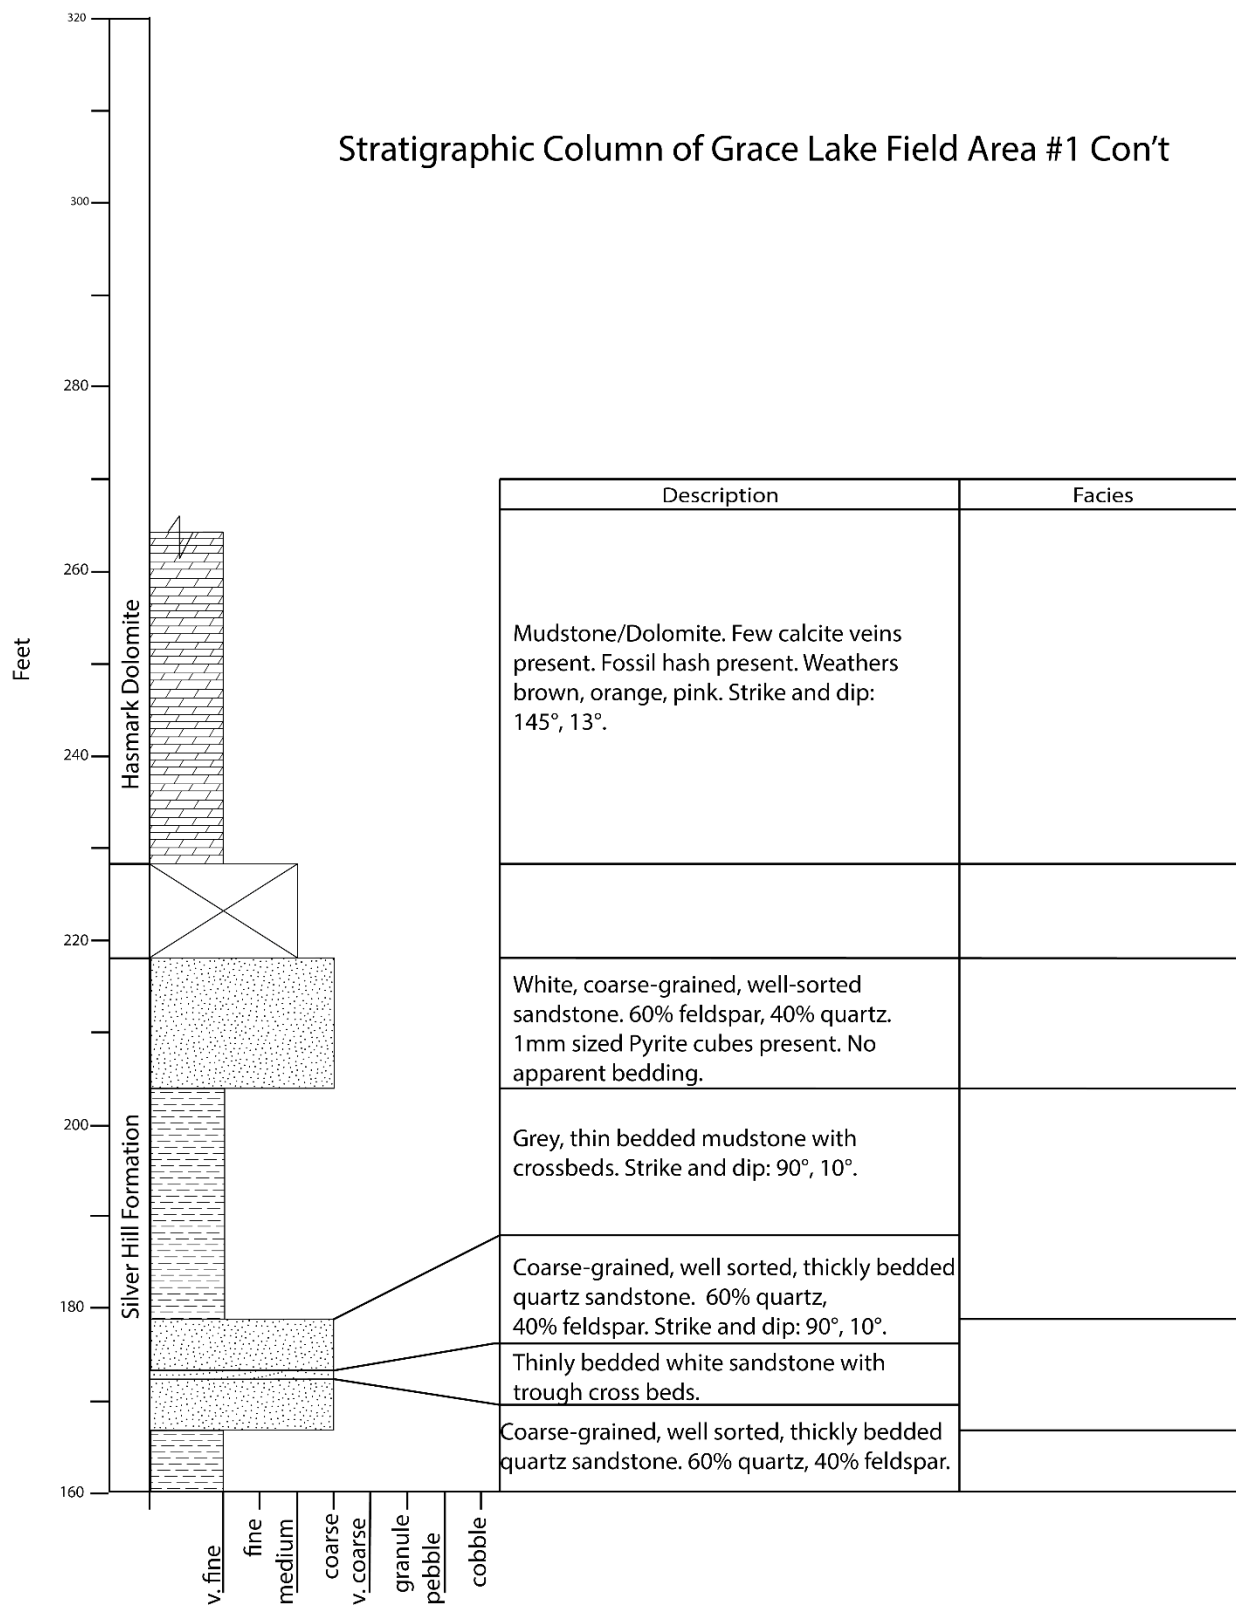 Stratigraphic Column of Grace Lake Field Area #1 Con't
Feet
320
300
280
260
240
220
200
180
160
Hasmark Dolomite
Silver Hill Formation
Description
Facies
Mudstone/Dolomite. Few calcite veins
present. Fossil hash present. Weathers
brown, orange, pink. Strike and dip:
145°, 13°.
White, coarse-grained, well-sorted
sandstone. 60% feldspar, 40% quartz.
1mm sized Pyrite cubes present. No
apparent bedding.
Grey, thin bedded mudstone with
crossbeds. Strike and dip: 90°, 10°.
Coarse-grained, well sorted, thickly bedded
quartz sandstone. 60% quartz,
40% feldspar. Strike and dip: 90°, 10°.
Thinly bedded white sandstone with
trough cross beds.
Coarse-grained, well sorted, thickly bedded
quartz sandstone. 60% quartz, 40% feldspar.
v. fine
fine
medium
coarse
v. coarse
granule
pebble
cobble